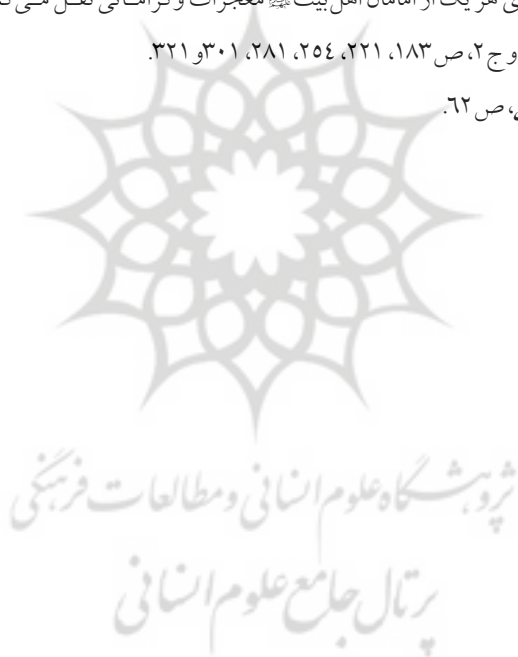 هر یک از امامان اهل‌بیت معجزات و کراماتی نقل می
و ج ۲، ص ۱۸۳، ۲۲۱، ۲۵٤، ۲۸۱، ۳۰۱و ۳۲۱.
، ص ٦۲.
پژوهشگاه علوم انسانی و مطالعات فرهنگی
پرتال جامع علوم انسانی